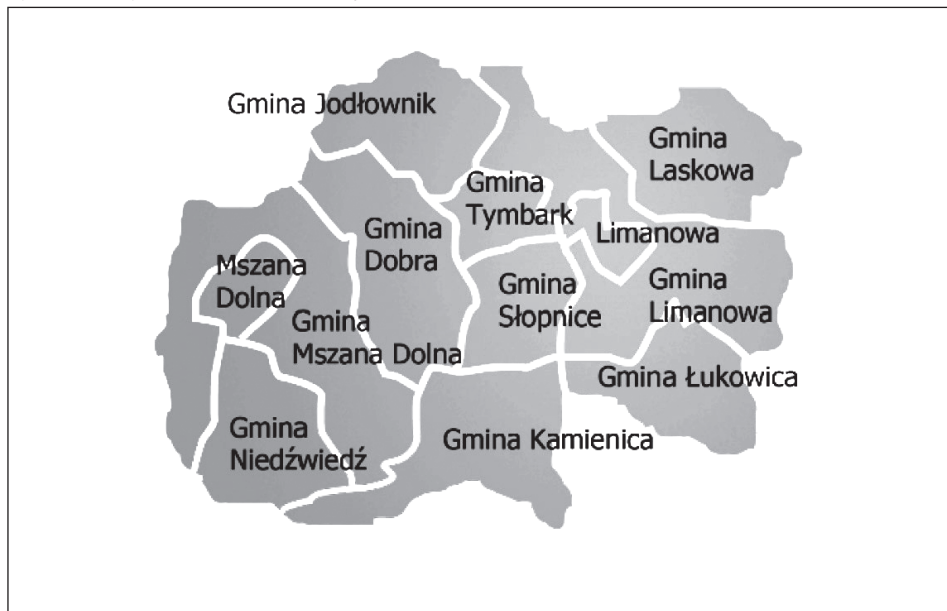 Gmina Jodłownik
Gmina
Laskowa
Gmina
Tymbark
Limanowa
Gmina
Dobra
Mszana
Dolna
Gmina
Słopnice
Gmina
Limanowa
Gmina
Mszana Dolna
Gmina Łukowica
Gmina
Niedźwiedź
Gmina Kamienica